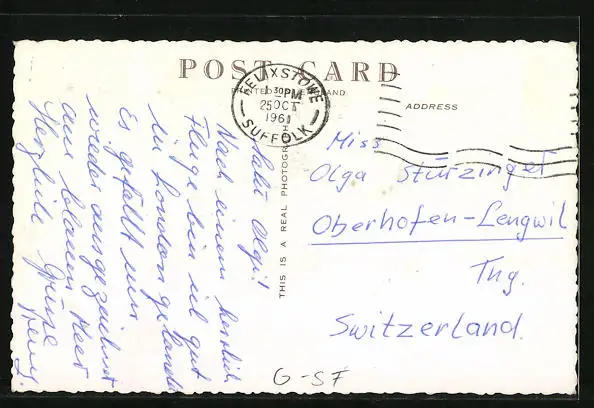 POST CARD
PRINTED IN ENGLAND
ADDRESS
FELIXSTOWE
30 PM
25 OCT
1961
SUFFOLK
THIS IS A REAL PHOTOGRAPH
Salü Olgi!
Nach einem herrlich
Fluge bin ich gut
in London gelandet
Es gefällt mir
wieder ausgezeichnet
am blauen Meer
Herzliche Grüsse
Miss
Olga Stürzinger
Oberhofen-Lengwil
Thg.
Switzerland.
G-SF